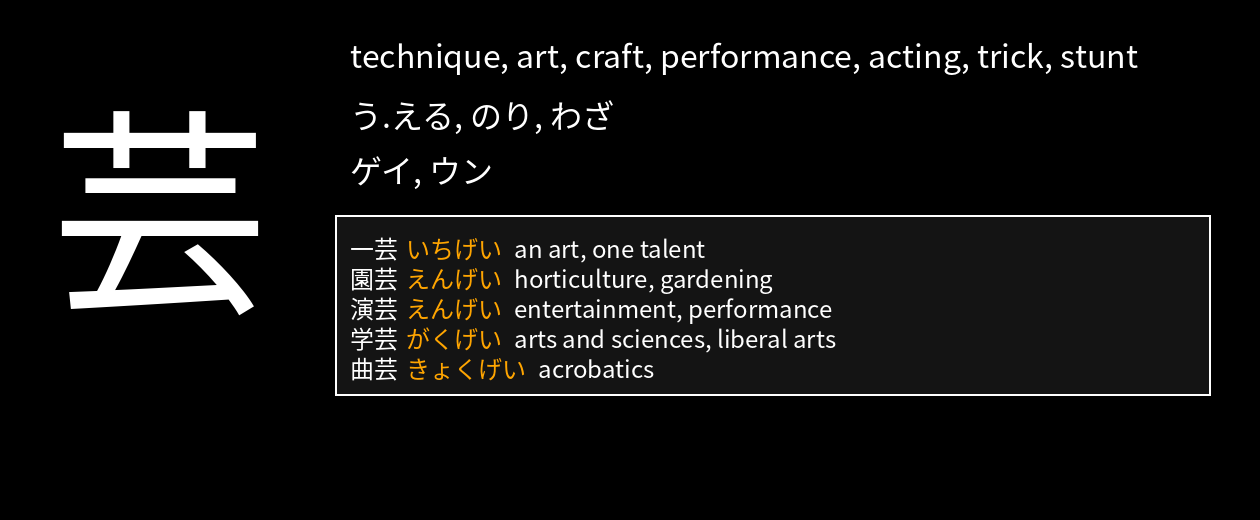 芸
technique, art, craft, performance, acting, trick, stunt
う.える, のり, わざ
ゲイ, ウン
一芸 いちげい an art, one talent
園芸 えんげい horticulture, gardening
演芸 えんげい entertainment, performance
学芸 がくげい arts and sciences, liberal arts
曲芸 きょくげい acrobatics